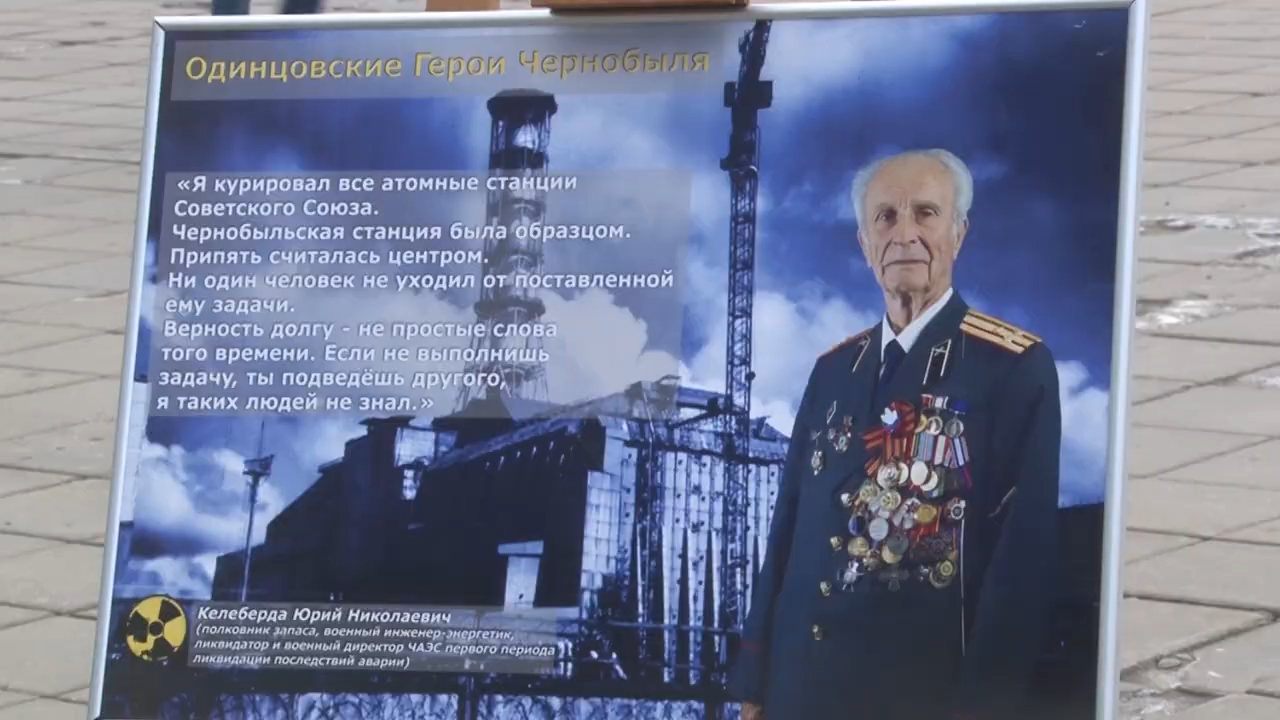 Одинцовские Герои Чернобыля
«Я курировал все атомные станции
Советского Союза.
Чернобыльская станция была образцом.
Припять считалась центром.
Ни один человек не уходил от поставленной
ему задачи.
Верность долгу - не простые слова
того времени. Если не выполнишь
задачу, ты подведёшь другого,
я таких людей не знал.»
Келеберда Юрий Николаевич
(полковник запаса, военный инженер-энергетик,
ликвидатор и военный директор ЧАЭС первого периода
ликвидации последствий аварии)